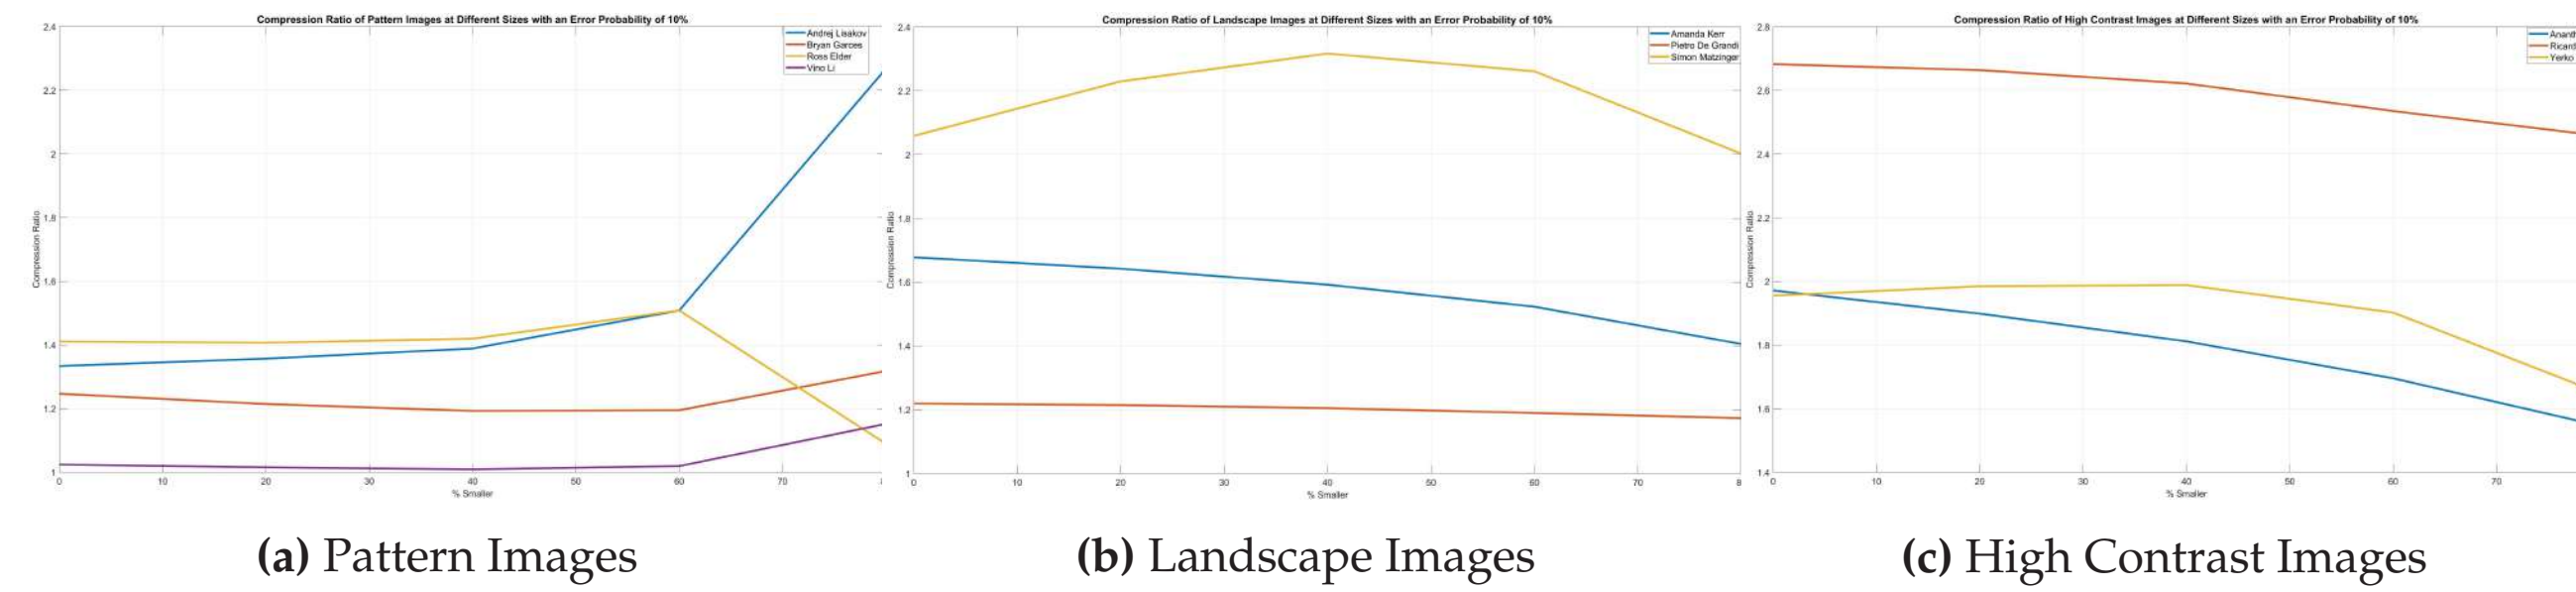 Compression Ratio of Pattern Images at Different Sizes with an Error Probability of 10%
Andrej Lisakov
Bryan Garces
Ross Elder
Vino Li
Compression Ratio
2.4
2.2
2
1.8
1.6
1.4
1.2
1
0 10 20 30 40 50 60 70
% Smaller
(a) Pattern Images
Compression Ratio of Landscape Images at Different Sizes with an Error Probability of 10%
Amanda Kerr
Pietro De Grandi
Simon Matzinger
Compression Ratio
2.4
2.2
2
1.8
1.6
1.4
1.2
1
0 10 20 30 40 50 60 70 8
% Smaller
(b) Landscape Images
Compression Ratio of High Contrast Images at Different Sizes with an Error Probability of 10%
Ananth
Ricard
Yerko
Compression Ratio
2.8
2.6
2.4
2.2
2
1.8
1.6
1.4
0 10 20 30 40 50 60 70
% Smaller
(c) High Contrast Images